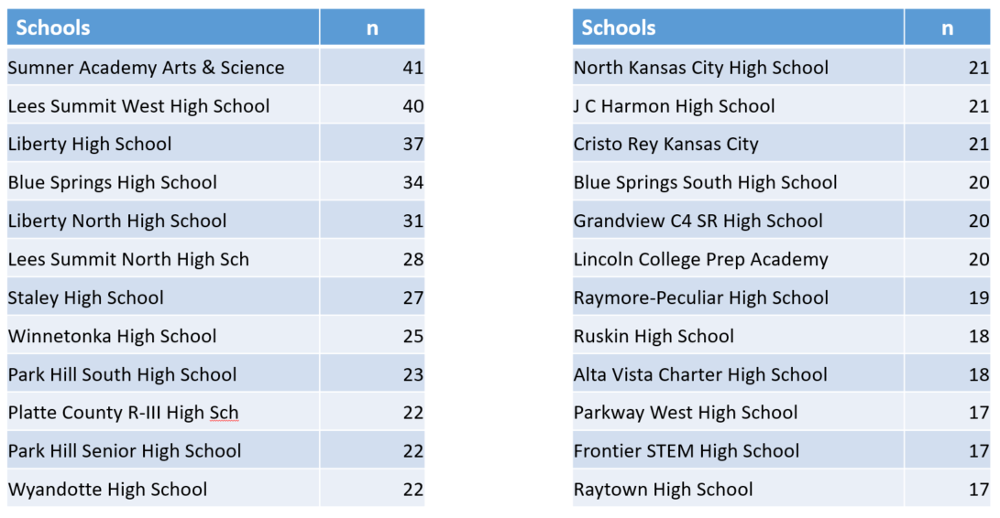 Schools n
Sumner Academy Arts & Science 41
Lees Summit West High School 40
Liberty High School 37
Blue Springs High School 34
Liberty North High School 31
Lees Summit North High Sch 28
Staley High School 27
Winnetonka High School 25
Park Hill South High School 23
Platte County R-III High Sch 22
Park Hill Senior High School 22
Wyandotte High School 22
Schools n
North Kansas City High School 21
J C Harmon High School 21
Cristo Rey Kansas City 21
Blue Springs South High School 20
Grandview C4 SR High School 20
Lincoln College Prep Academy 20
Raymore-Peculiar High School 19
Ruskin High School 18
Alta Vista Charter High School 18
Parkway West High School 17
Frontier STEM High School 17
Raytown High School 17